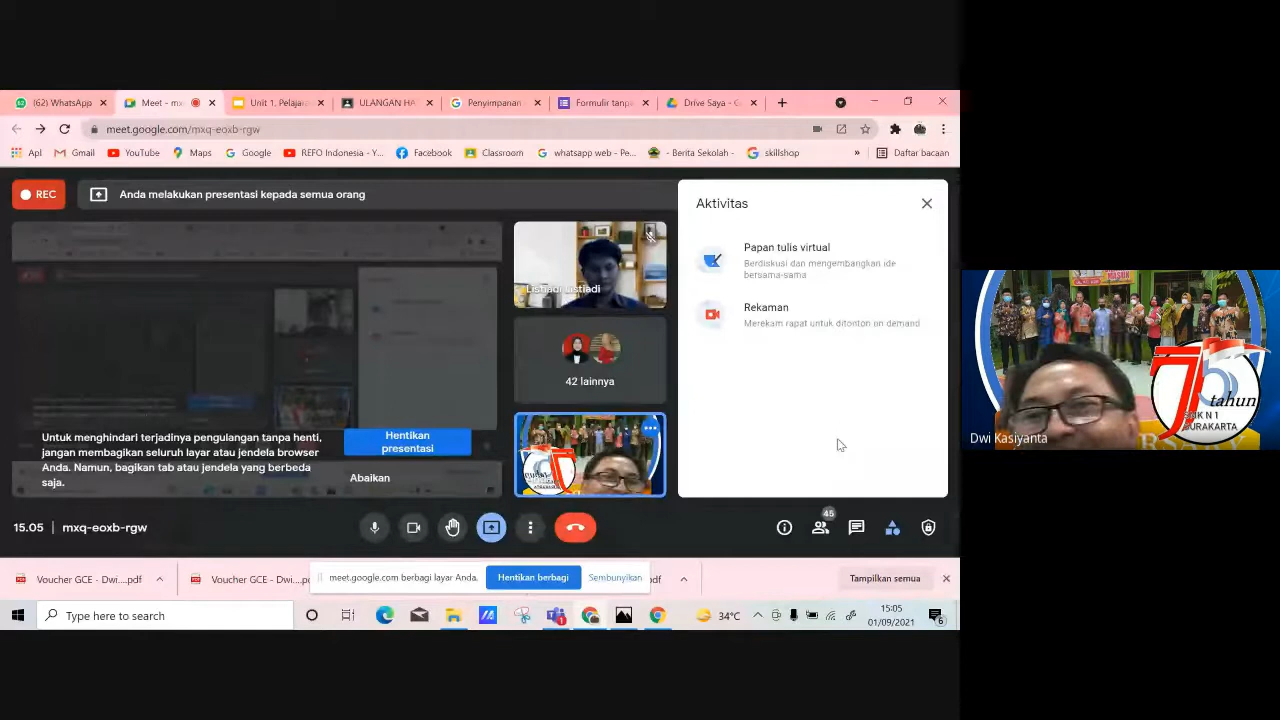 (62) WhatsApp
Meet - mx
Unit 1. Pelaja
ULANGAN HA
Penyimpanan
Formulir tanp
Drive Saya - G
meet.google.com/mxq-eoxb-rgw
Apl
Gmail
YouTube
Maps
Google
REFO Indonesia - Y...
Facebook
Classroom
whatsapp web - Pe...
- Berita Sekolah -
skillshop
»
Daftar bacaan
REC
Anda melakukan presentasi kepada semua orang
Aktivitas
Papan tulis virtual
Berdiskusi dan mengembangkan ide
bersama-sama
Rekaman
Merekam rapat untuk ditonton on demand
Listiadi Listiadi
42 lainnya
Untuk menghindari terjadinya pengulangan tanpa henti,
jangan membagikan seluruh layar atau jendela browser
Anda. Namun, bagikan tab atau jendela yang berbeda
saja.
Hentikan
presentasi
Abaikan
15.05 | mxq-eoxb-rgw
45
Voucher GCE - Dwi....pdf
Voucher GCE - Dwi....p
meet.google.com berbagi layar Anda.
Hentikan berbagi
Sembunyikan
pdf
Tampilkan semua
Type here to search
34°C
15:05
01/09/2021
6
tahun
SMK N 1
SURAKARTA
Dwi Kasiyanta